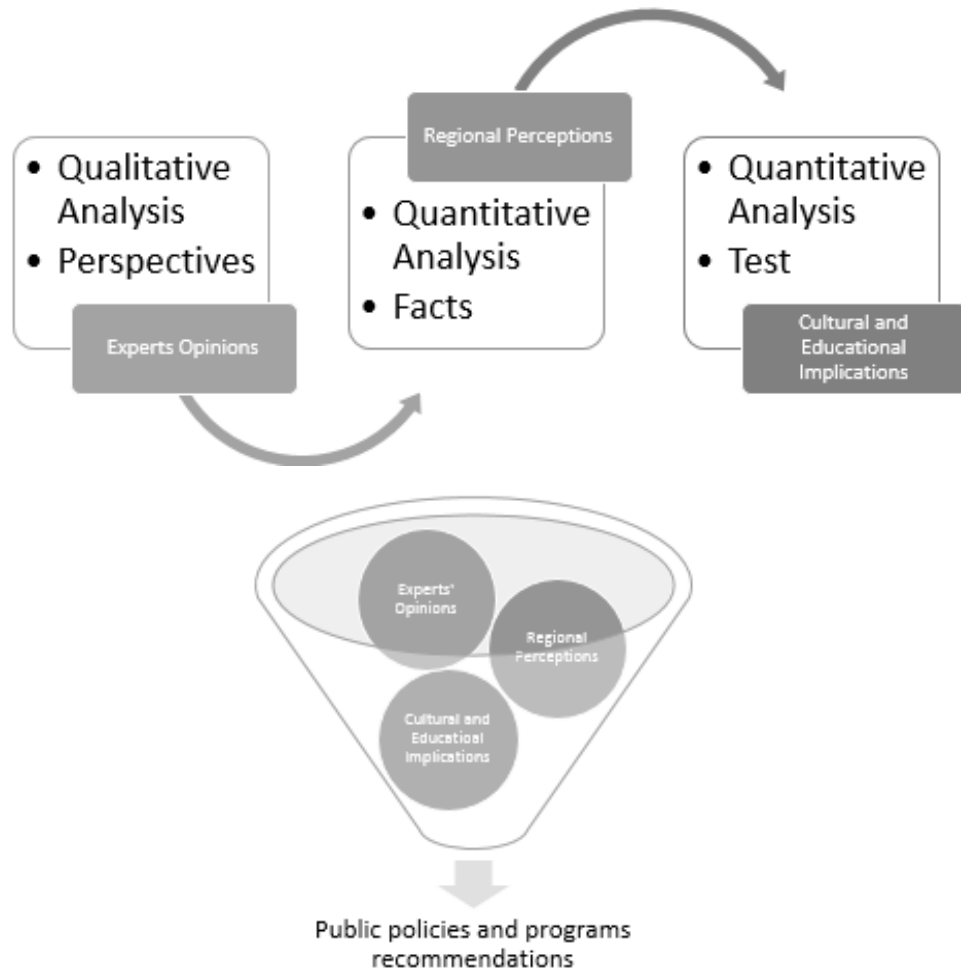 • Qualitative
Analysis
• Perspectives
Experts Opinions
Regional Perceptions
• Quantitative
Analysis
• Facts
• Quantitative
Analysis
• Test
Cultural and
Educational
Implications
Experts'
Opinions
Regional
Perceptions
Cultural and
Educatioal
Implications
Public policies and programs
recommendations